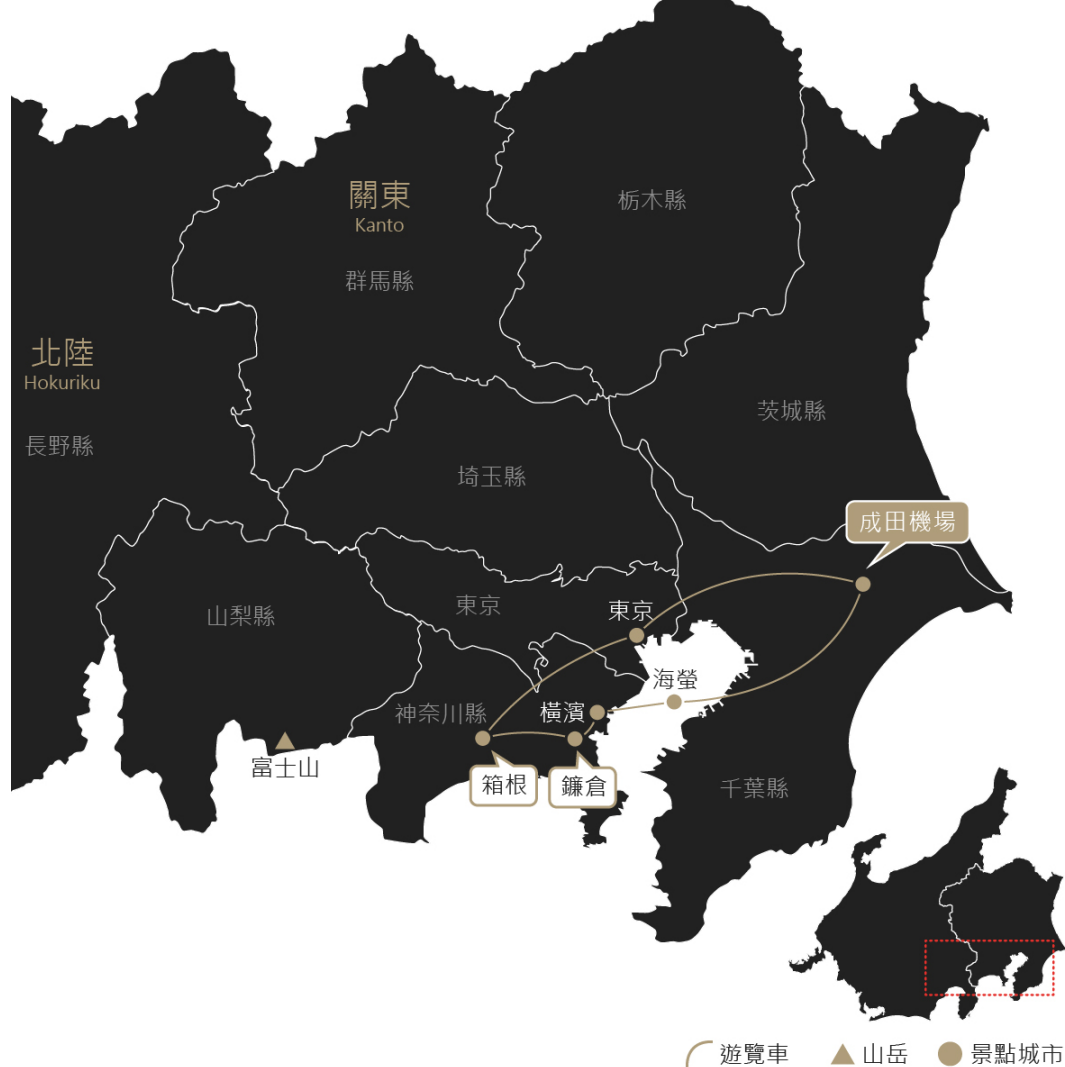 關東
Kanto
栃木縣
群馬縣
北陸
Hokuriku
長野縣
茨城縣
埼玉縣
成田機場
山梨縣
東京
東京
海螢
神奈川縣
橫濱
富士山
箱根
鐮倉
千葉縣
遊覽車
山岳
景點城市